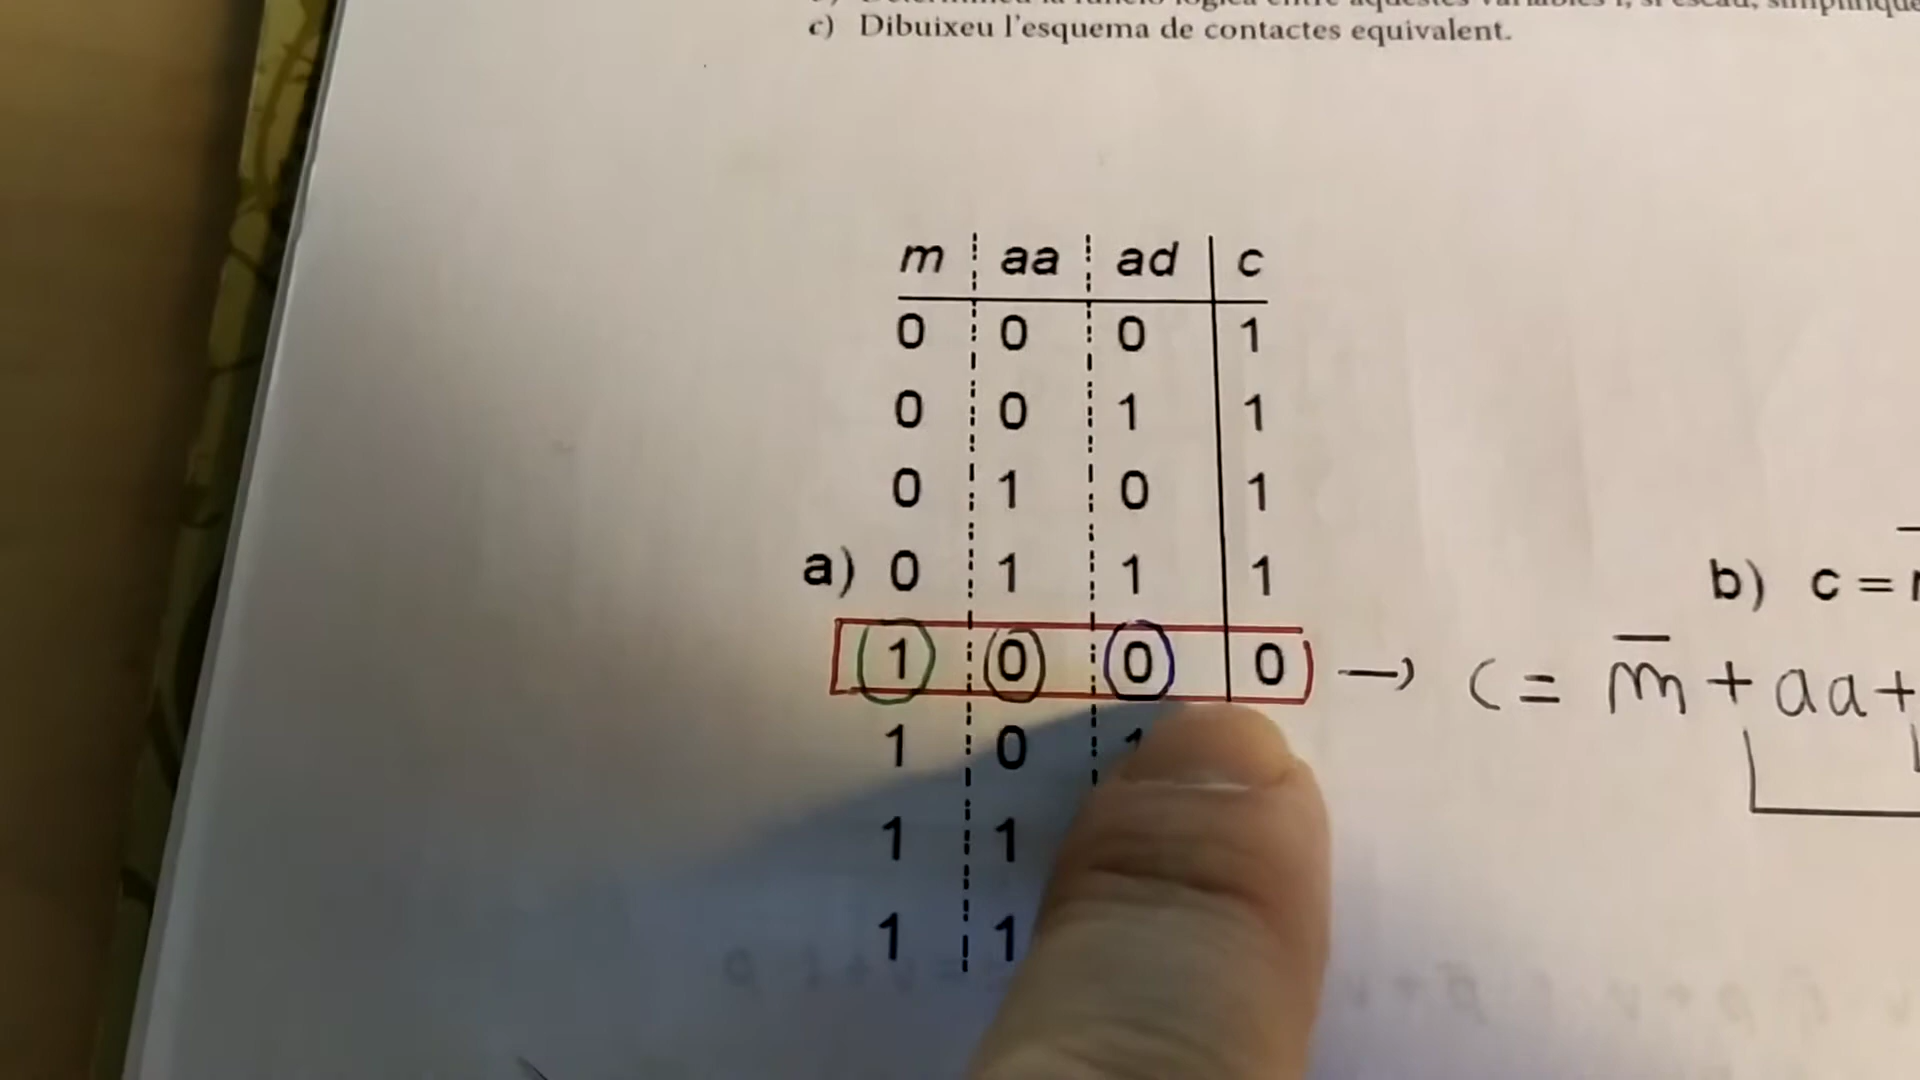 c) Dibuixeu l'esquema de contactes equivalent.
m aa ad c
0 0 0 1
0 0 1 1
0 1 0 1
a) 0 1 1 1
1 0 0 0 → c = m̅ + aa +
1 0
1 1
1 1
b) c =